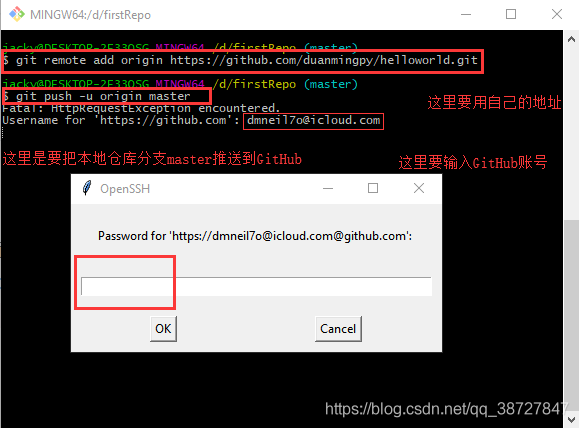 MINGW64:/d/firstRepo
jacky@DESKTOP-2E33QSG MINGW64 /d/firstRepo (master)
$ git remote add origin https://github.com/duanmingpy/helloworld.git
jacky@DESKTOP-2E33QSG MINGW64 /d/firstRepo (master)
$ git push -u origin master
Fatal: HttpRequestException encountered.
这里要用自己的地址
Username for 'https://github.com': dmneil7o@icloud.com
这里是要把本地仓库分支master推送到GitHub
这里要输入GitHub账号
OpenSSH
Password for 'https://dmneil7o@icloud.com@github.com':
OK Cancel
https://blog.csdn.net/qq_38727847